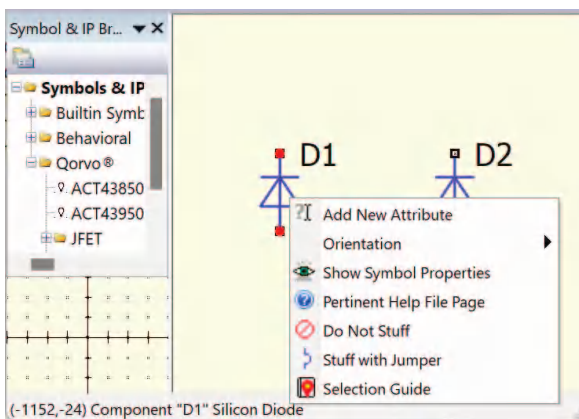 Symbol & IP Br...
Symbols & IP
Builtin Symb
Behavioral
Qorvo®
ACT43850
ACT43950
JFET
D1
D2
Add New Attribute
Orientation
Show Symbol Properties
Pertinent Help File Page
Do Not Stuff
Stuff with Jumper
Selection Guide
(-1152,-24) Component "D1" Silicon Diode